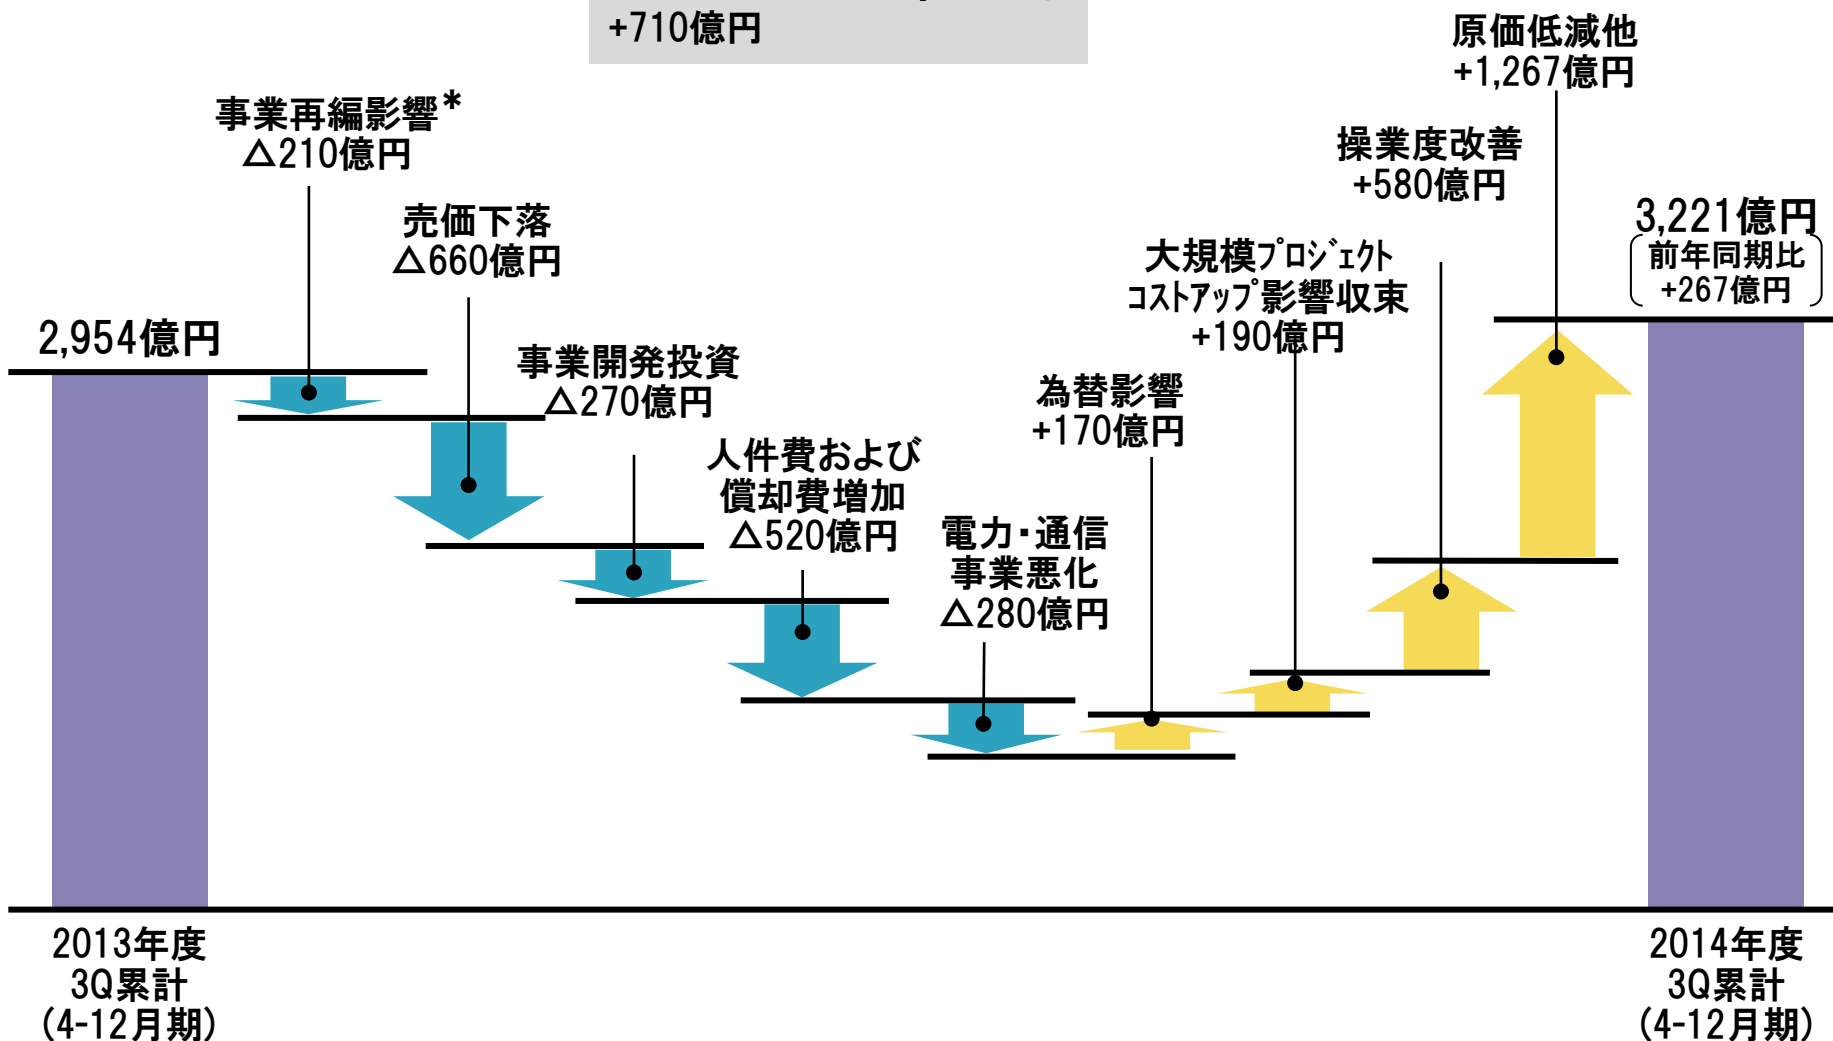 +710億円
原価低減他
+1,267億円
事業再編影響*
△210億円
操業度改善
+580億円
売価下落
△660億円
3,221億円
前年同期比
+267億円
大規模ﾌﾟﾛｼﾞｪｸﾄ
ｺｽﾄｱｯﾌﾟ影響収束
+190億円
2,954億円
事業開発投資
△270億円
為替影響
+170億円
人件費および
償却費増加
△520億円
電力・通信
事業悪化
△280億円
2013年度
3Q累計
(4-12月期)
2014年度
3Q累計
(4-12月期)